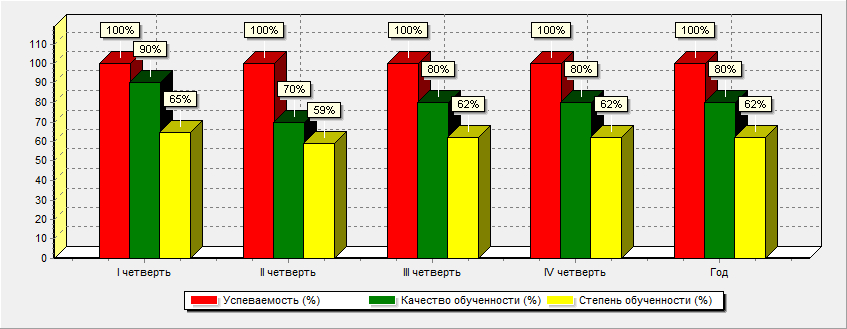 100% 100% 100% 100% 100%
90% 70% 80% 80% 80%
65% 59% 62% 62% 62%
110
100
90
80
70
60
50
40
30
20
10
0
I четверть II четверть III четверть IV четверть Год
Успеваемость (%) Качество обученности (%) Степень обученности (%)